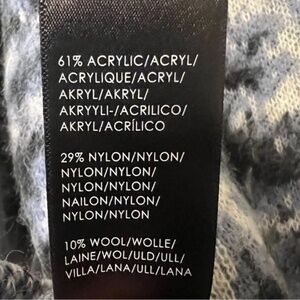 61% ACRYLIC/ACRYL/
ACRYLIQUE/ACRYL/
AKRYL/AKRYL/
AKRYYLI-/ACRILICO/
AKRYL/ACRÍLICO
29% NYLON/NYLON/
NYLON/NYLON/
NYLON/NYLON/
NAILON/NYLON/
NYLON/NYLON
10% WOOL/WOLLE/
LAINE/WOL/ULD/ULL/
VILLA/LANA/ULL/LANA